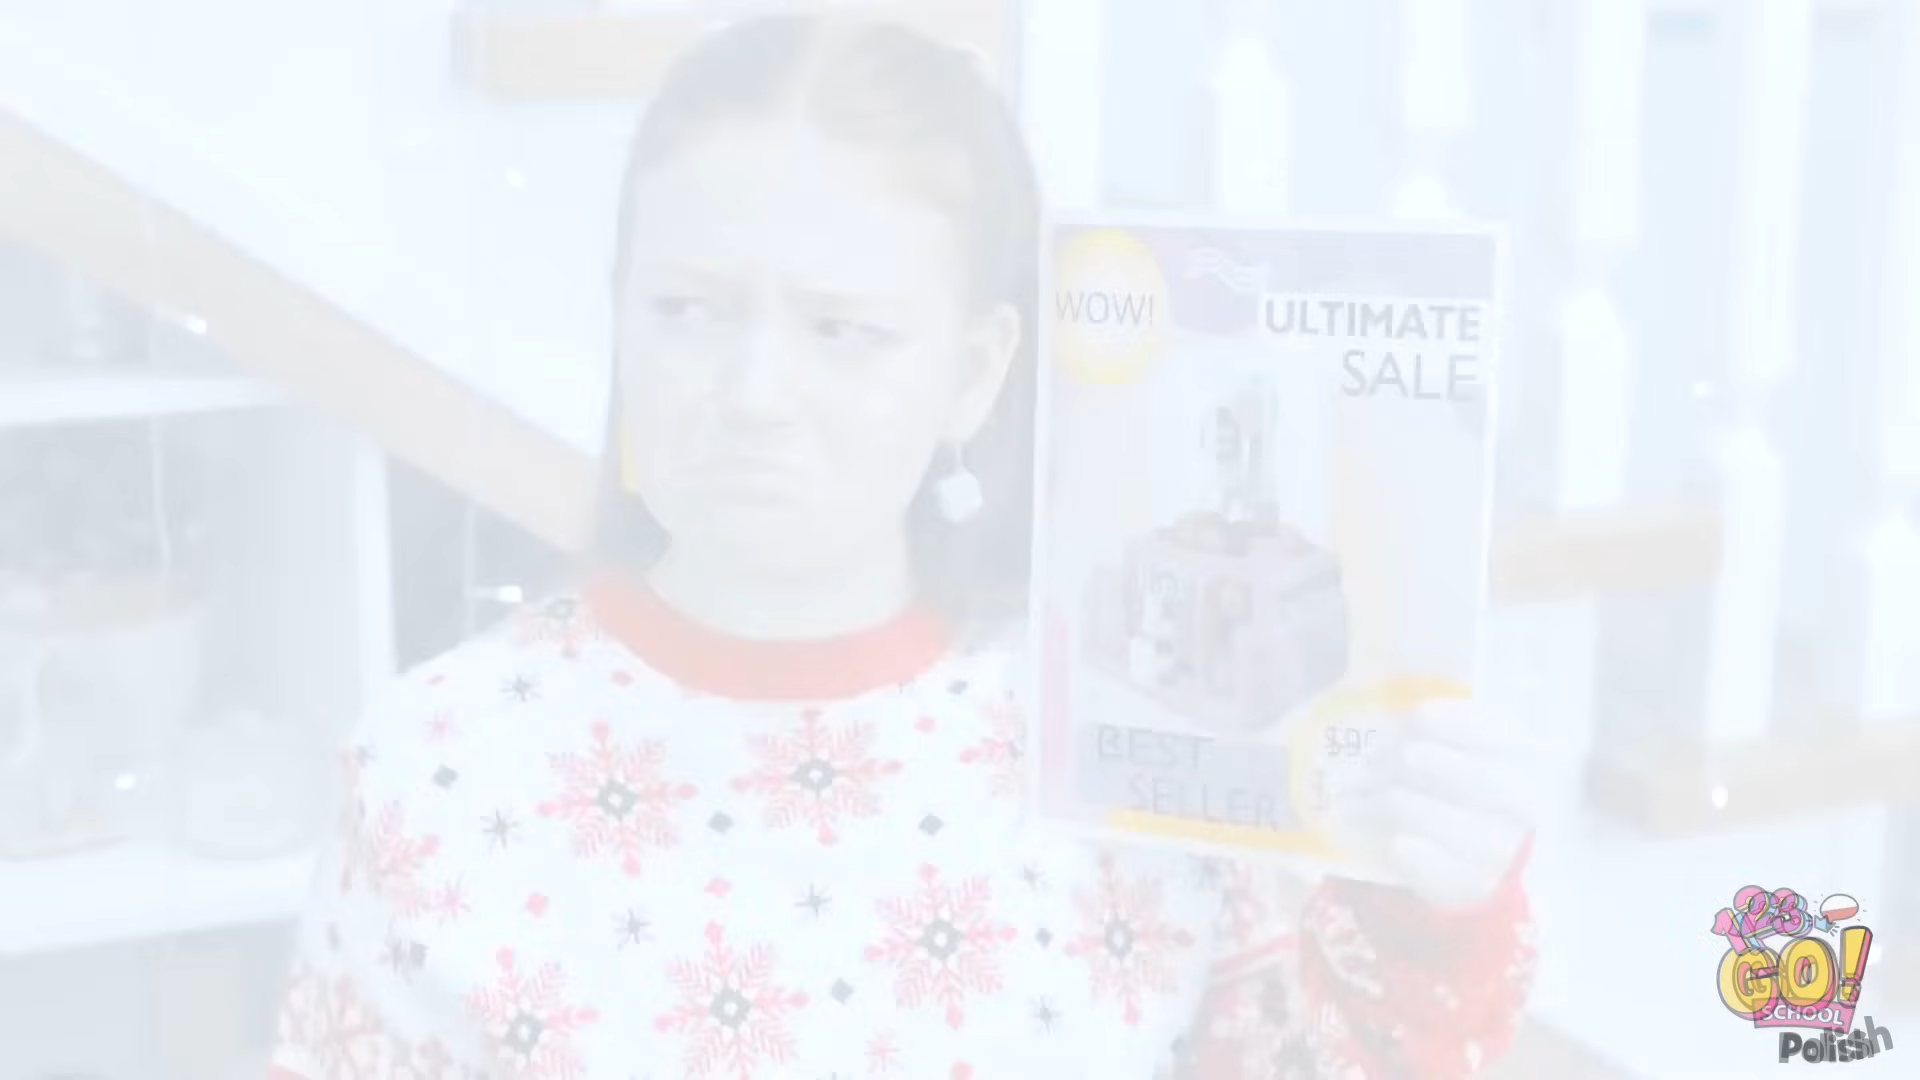 WOW!
ULTIMATE
SALE
BEST
SELLER
123
GO!
SCHOOL
Polish